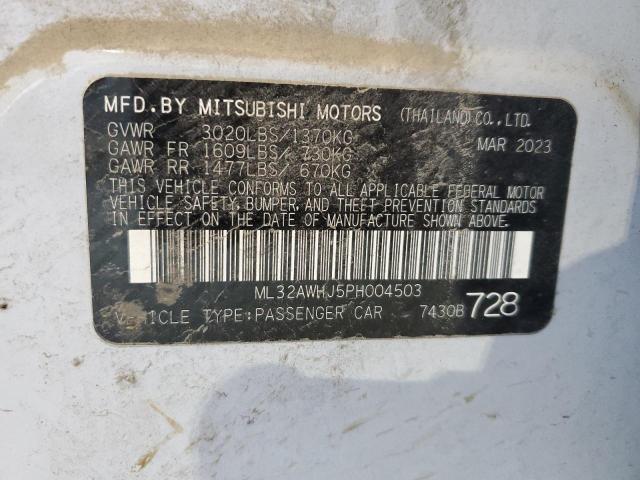 MFD.BY MITSUBISHI MOTORS (THAILAND)CO.,LTD.
GVWR 3020LBS/1370KG MAR 2023
GAWR FR 1609LBS/ 730KG
GAWR RR 1477LBS/ 670KG
THIS VEHICLE CONFORMS TO ALL APPLICABLE FEDERAL MOTOR
VEHICLE SAFETY, BUMPER, AND THEFT PREVENTION STANDARDS
IN EFFECT ON THE DATE OF MANUFACTURE SHOWN ABOVE.
ML32AWHJ5PH004503
VEHICLE TYPE:PASSENGER CAR 7430B 728